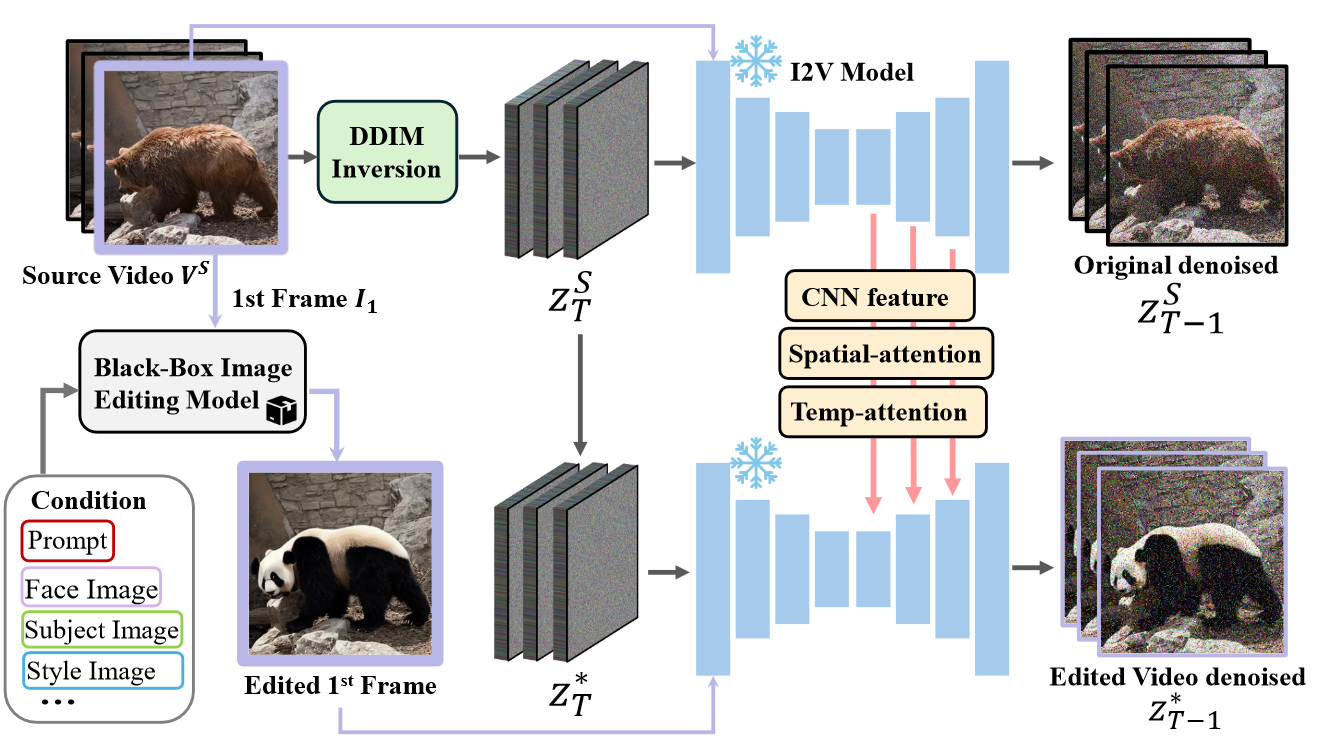 I2V Model
DDIM
Inversion
Source Video V^S
1st Frame I_1
Z_T^S
Original denoised
Z_{T-1}^S
CNN feature
Spatial-attention
Temp-attention
Black-Box Image
Editing Model
Condition
Prompt
Face Image
Subject Image
Style Image
...
Edited 1st Frame
Z_T^*
Edited Video denoised
Z_{T-1}^*